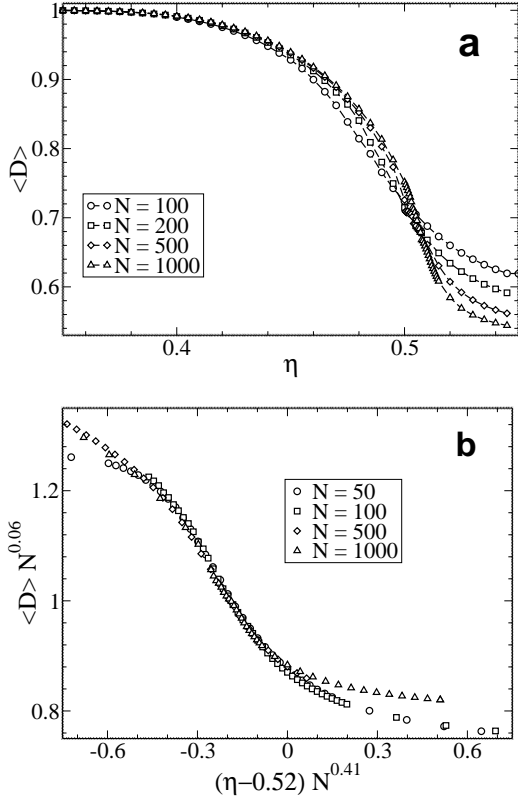 1
0.9
0.8
0.7
0.6
<D>
a
N = 100
N = 200
N = 500
N = 1000
0.4
0.5
η
b
1.2
1
0.8
<D> N^0.06
N = 50
N = 100
N = 500
N = 1000
-0.6
-0.3
0
0.3
0.6
(η−0.52) N^0.41